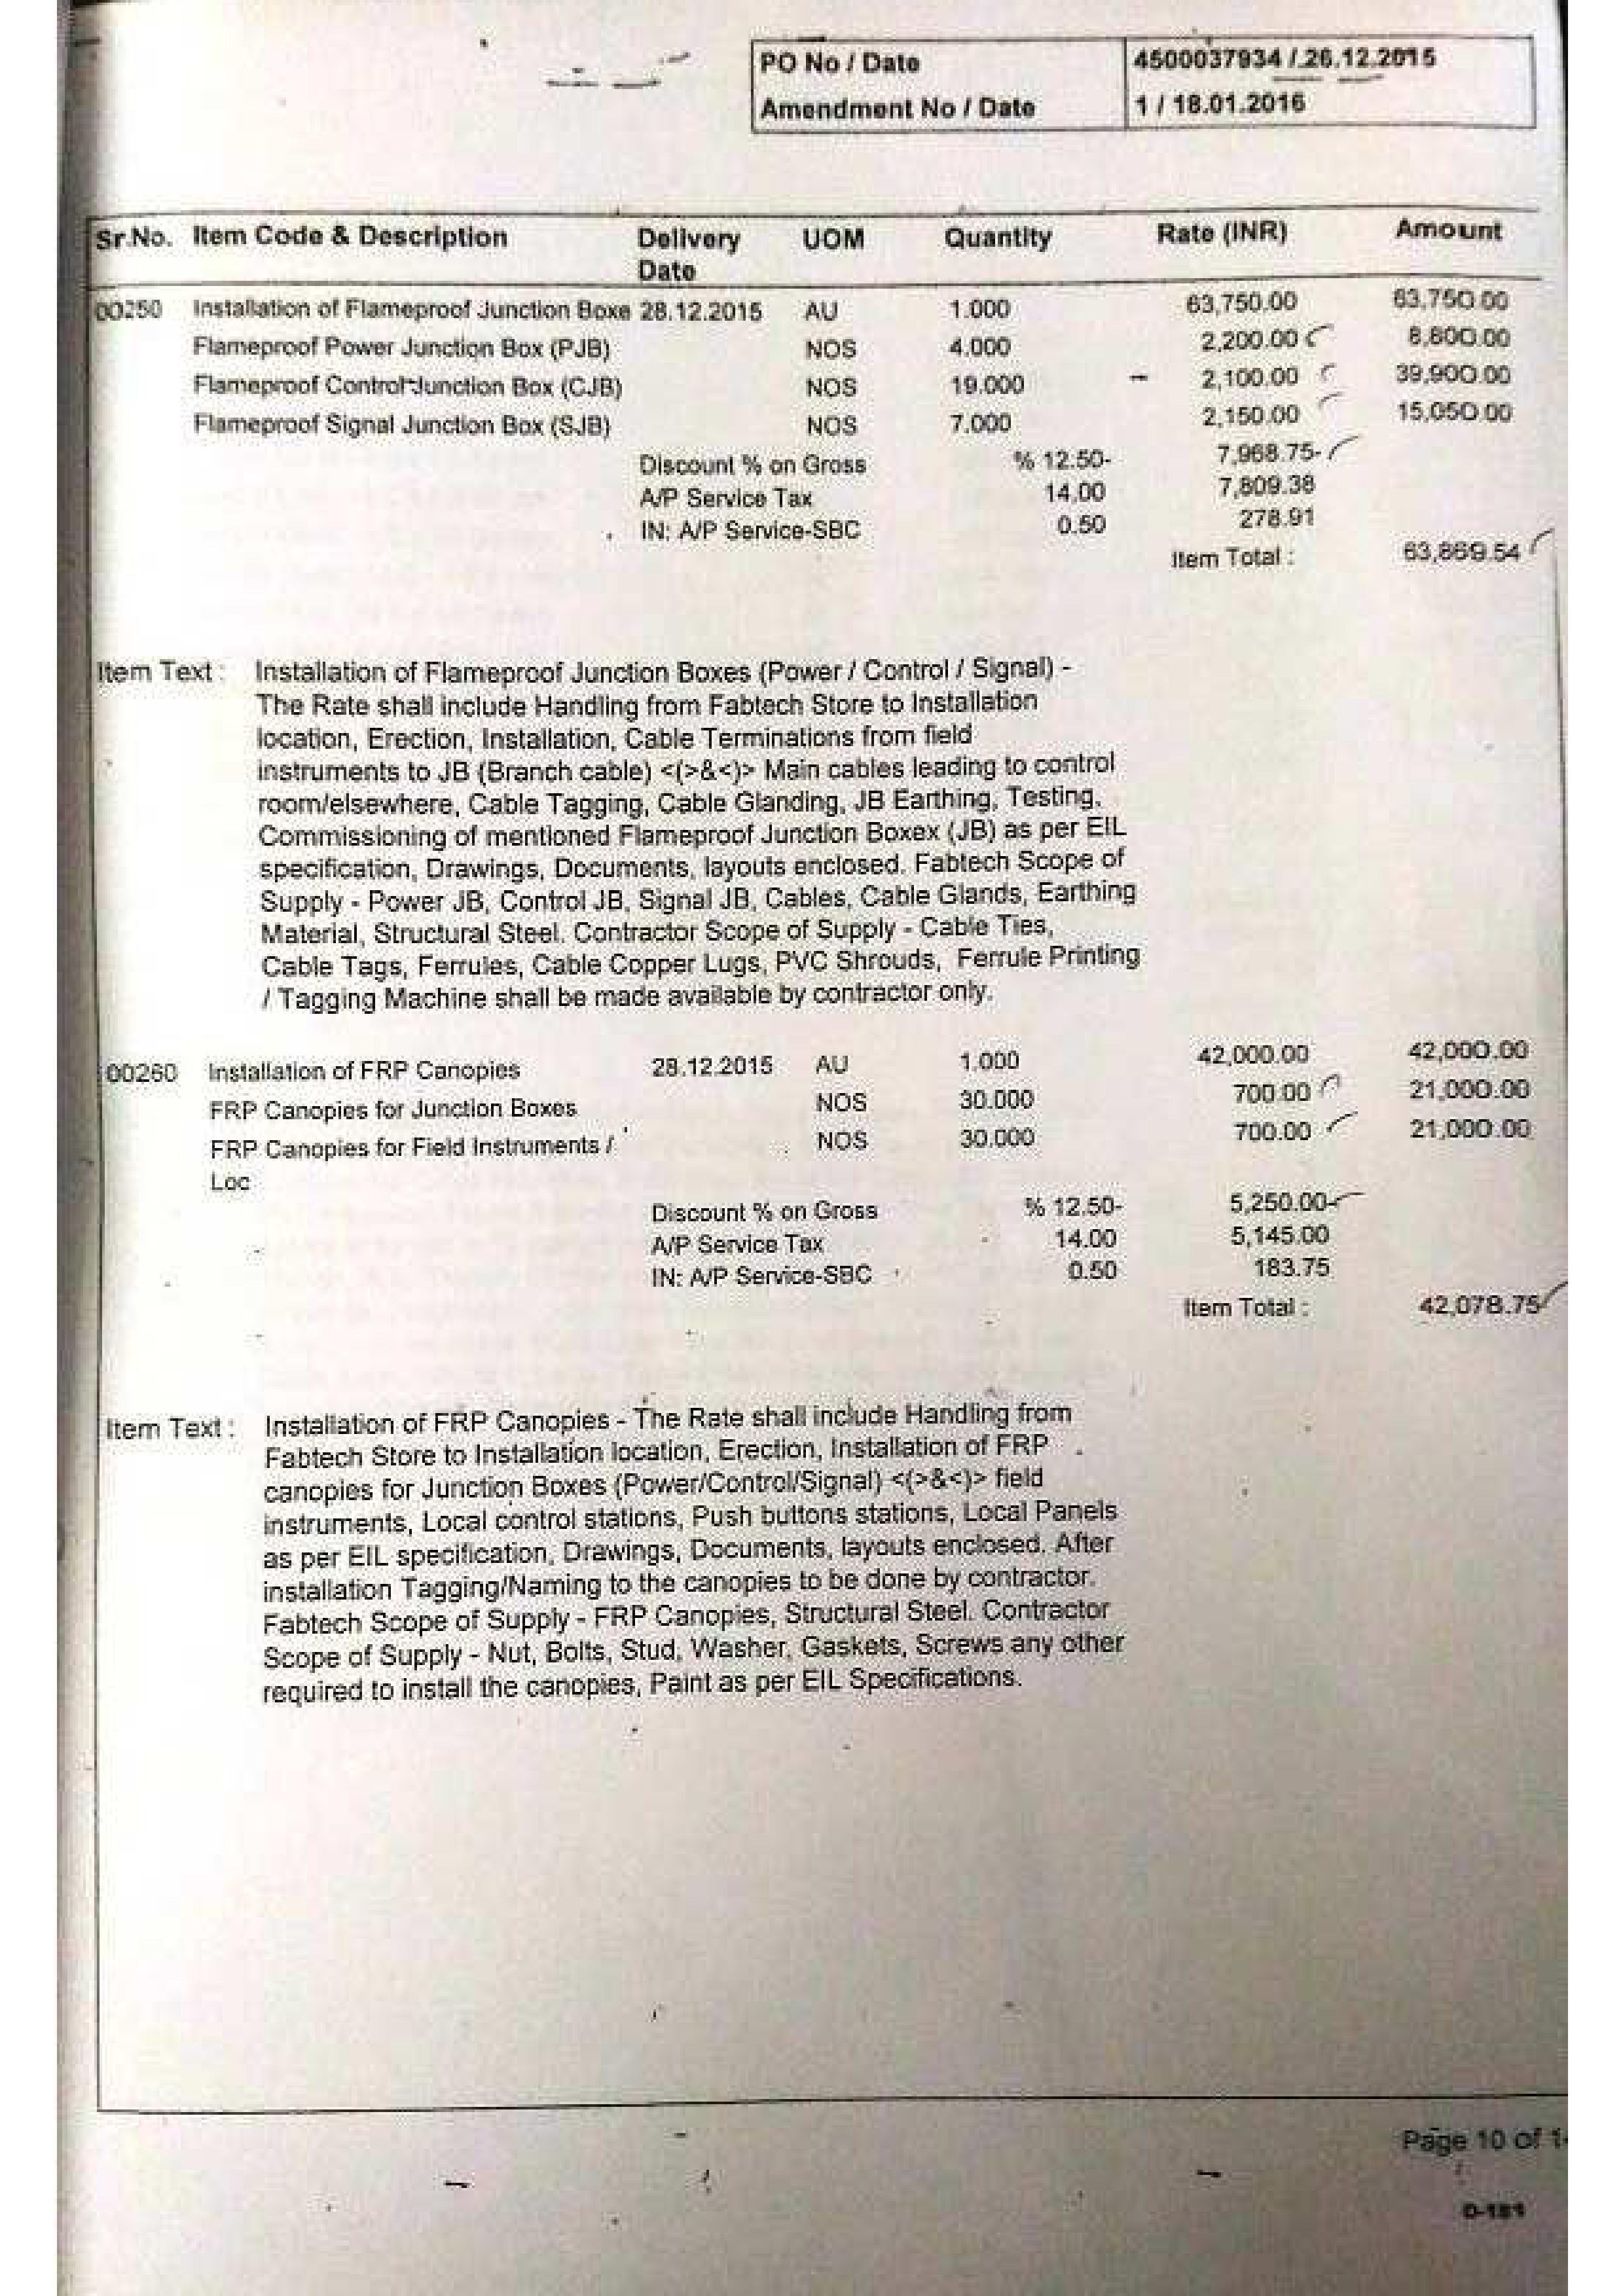 PO No / Date 4500037934 / 26.12.2015
Amendment No / Date 1 / 18.01.2016
Sr.No. Item Code & Description Delivery Date UOM Quantity Rate (INR) Amount
00250 Installation of Flameproof Junction Boxe 28.12.2015 AU 1.000 63,750.00 63,750.00
Flameproof Power Junction Box (PJB) NOS 4.000 2,200.00 8,800.00
Flameproof Control Junction Box (CJB) NOS 19.000 2,100.00 39,900.00
Flameproof Signal Junction Box (SJB) NOS 7.000 2,150.00 15,050.00
Discount % on Gross % 12.50- 7,968.75-
A/P Service Tax 14.00 7,809.38
IN: A/P Service-SBC 0.50 278.91
Item Total : 63,869.54
Item Text : Installation of Flameproof Junction Boxes (Power / Control / Signal) -
The Rate shall include Handling from Fabtech Store to Installation
location, Erection, Installation, Cable Terminations from field
instruments to JB (Branch cable) <(>&<)> Main cables leading to control
room/elsewhere, Cable Tagging, Cable Glanding, JB Earthing, Testing,
Commissioning of mentioned Flameproof Junction Boxex (JB) as per EIL
specification, Drawings, Documents, layouts enclosed. Fabtech Scope of
Supply - Power JB, Control JB, Signal JB, Cables, Cable Glands, Earthing
Material, Structural Steel. Contractor Scope of Supply - Cable Ties,
Cable Tags, Ferrules, Cable Copper Lugs, PVC Shrouds, Ferrule Printing
/ Tagging Machine shall be made available by contractor only.
00260 Installation of FRP Canopies 28.12.2015 AU 1.000 42,000.00 42,000.00
FRP Canopies for Junction Boxes NOS 30.000 700.00 21,000.00
FRP Canopies for Field Instruments / NOS 30.000 700.00 21,000.00
Loc
Discount % on Gross % 12.50- 5,250.00-
A/P Service Tax 14.00 5,145.00
IN: A/P Service-SBC 0.50 183.75
Item Total : 42,078.75
Item Text : Installation of FRP Canopies - The Rate shall include Handling from
Fabtech Store to Installation location, Erection, Installation of FRP
canopies for Junction Boxes (Power/Control/Signal) <(>&<)> field
instruments, Local control stations, Push buttons stations, Local Panels
as per EIL specification, Drawings, Documents, layouts enclosed. After
installation Tagging/Naming to the canopies to be done by contractor.
Fabtech Scope of Supply - FRP Canopies, Structural Steel. Contractor
Scope of Supply - Nut, Bolts, Stud, Washer, Gaskets, Screws any other
required to install the canopies, Paint as per EIL Specifications.
Page 10 of
D-181